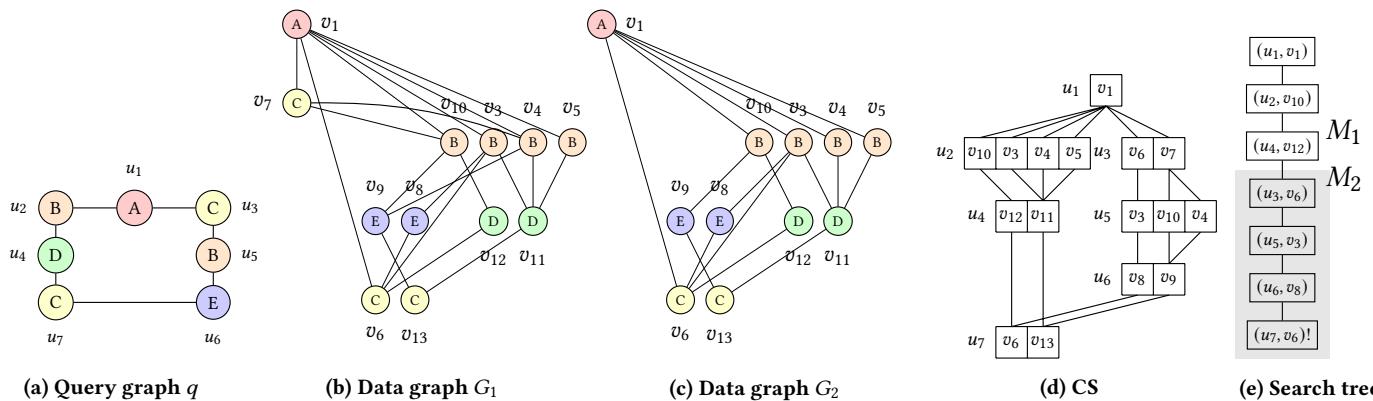 u₁
u₂ B A C u₃
u₄ D B u₅
C E
u₇ u₆
(a) Query graph q
A v₁
v₇ C
v₁₀ v₃ v₄ v₅
B B B B
v₉ v₈
E E D D
v₁₂ v₁₁
C C
v₆ v₁₃
(b) Data graph G₁
A v₁
v₁₀ v₃ v₄ v₅
B B B B
v₉ v₈
E E D D
v₁₂ v₁₁
C C
v₆ v₁₃
(c) Data graph G₂
u₁ v₁
u₂ v₁₀ v₃ v₄ v₅ u₃ v₆ v₇
u₄ v₁₂ v₁₁ u₅ v₃ v₁₀ v₄
u₆ v₈ v₉
u₇ v₆ v₁₃
(d) CS
(u₁, v₁)
(u₂, v₁₀)
(u₄, v₁₂) M₁
(u₃, v₆) M₂
(u₅, v₃)
(u₆, v₈)
(u₇, v₆)!
(e) Search tree